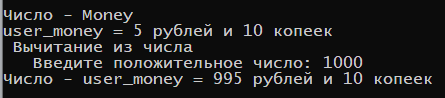 Число - Money
user_money = 5 рублей и 10 копеек
Вычитание из числа
Введите положительное число: 1000
Число - user_money = 995 рублей и 10 копеек